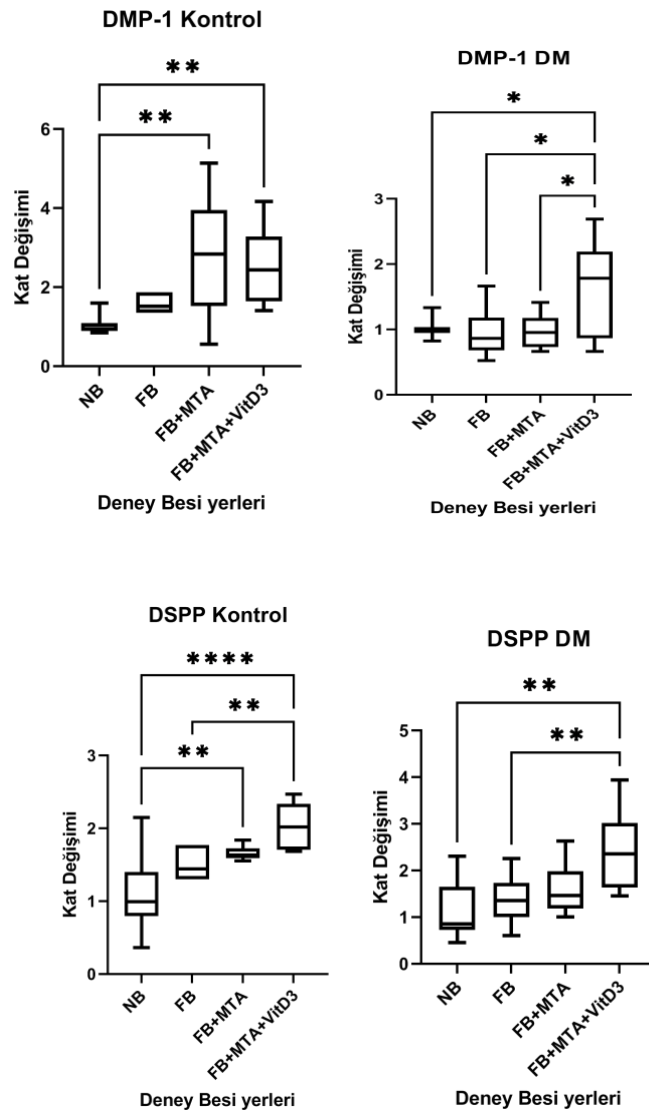 DMP-1 Kontrol
**
**
6
4
2
0
Kat Değişimi
NB
FB
FB+MTA
FB+MTA+VitD3
Deney Besi yerleri
DMP-1 DM
*
*
*
3
2
1
0
Kat Değişimi
NB
FB
FB+MTA
FB+MTA+VitD3
Deney Besi yerleri
DSPP Kontrol
****
**
**
3
2
1
0
Kat Değişimi
NB
FB
FB+MTA
FB+MTA+VitD3
Deney Besi yerleri
DSPP DM
**
**
5
4
3
2
1
0
Kat Değişimi
NB
FB
FB+MTA
FB+MTA+VitD3
Deney Besi yerleri